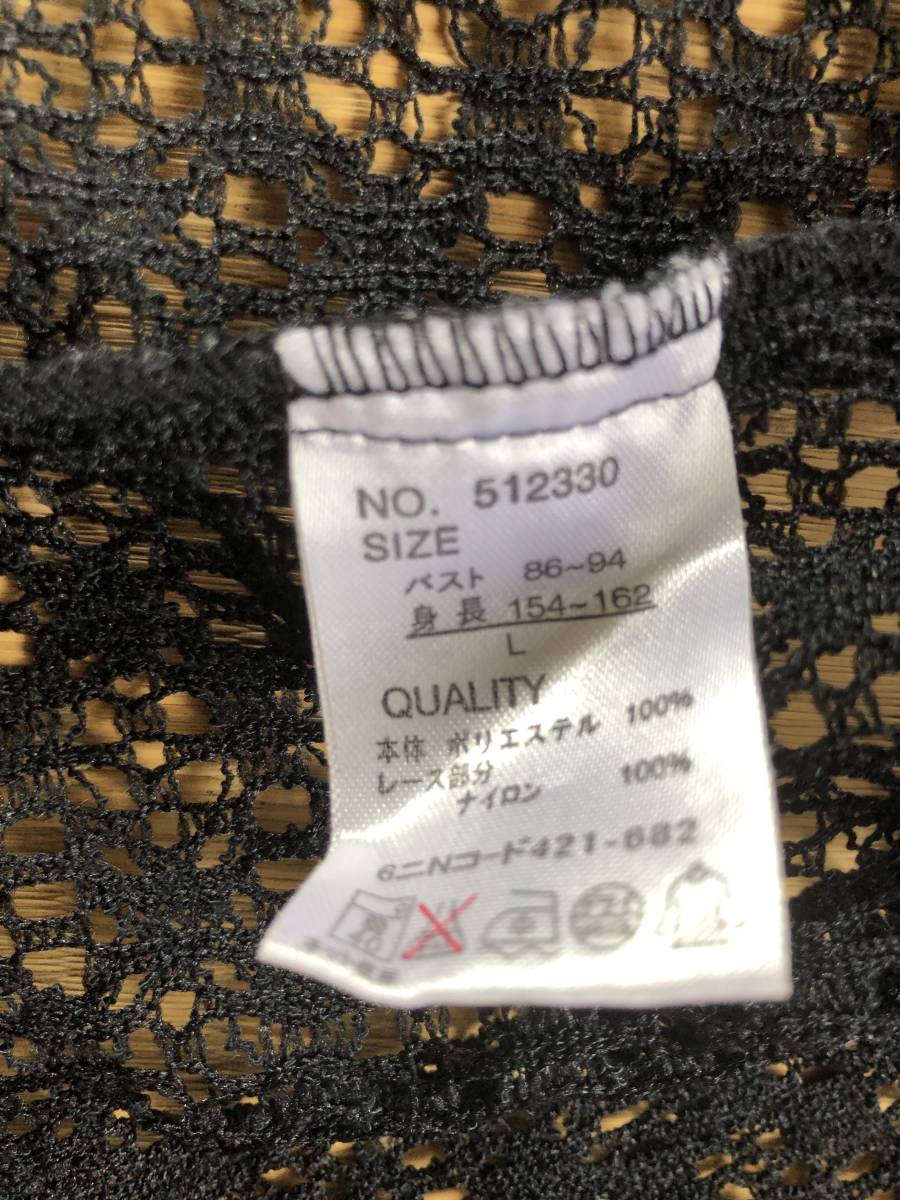 NO. 512330
SIZE
バスト 86~94
身長 154~162
L
QUALITY
本体 ポリエステル 100%
レース部分
ナイロン 100%
6ニNコード421-682